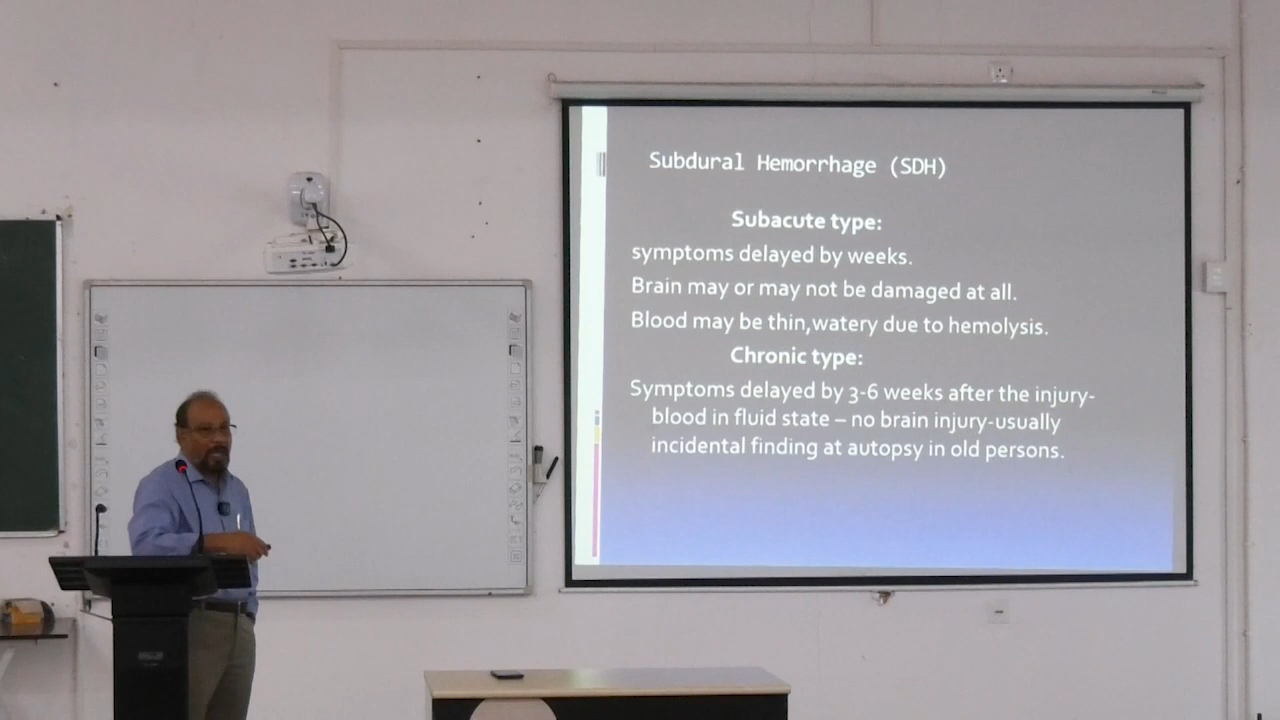 Subdural Hemorrhage (SDH)
Subacute type:
symptoms delayed by weeks.
Brain may or may not be damaged at all.
Blood may be thin,watery due to hemolysis.
Chronic type:
Symptoms delayed by 3-6 weeks after the injury-
blood in fluid state – no brain injury-usually
incidental finding at autopsy in old persons.